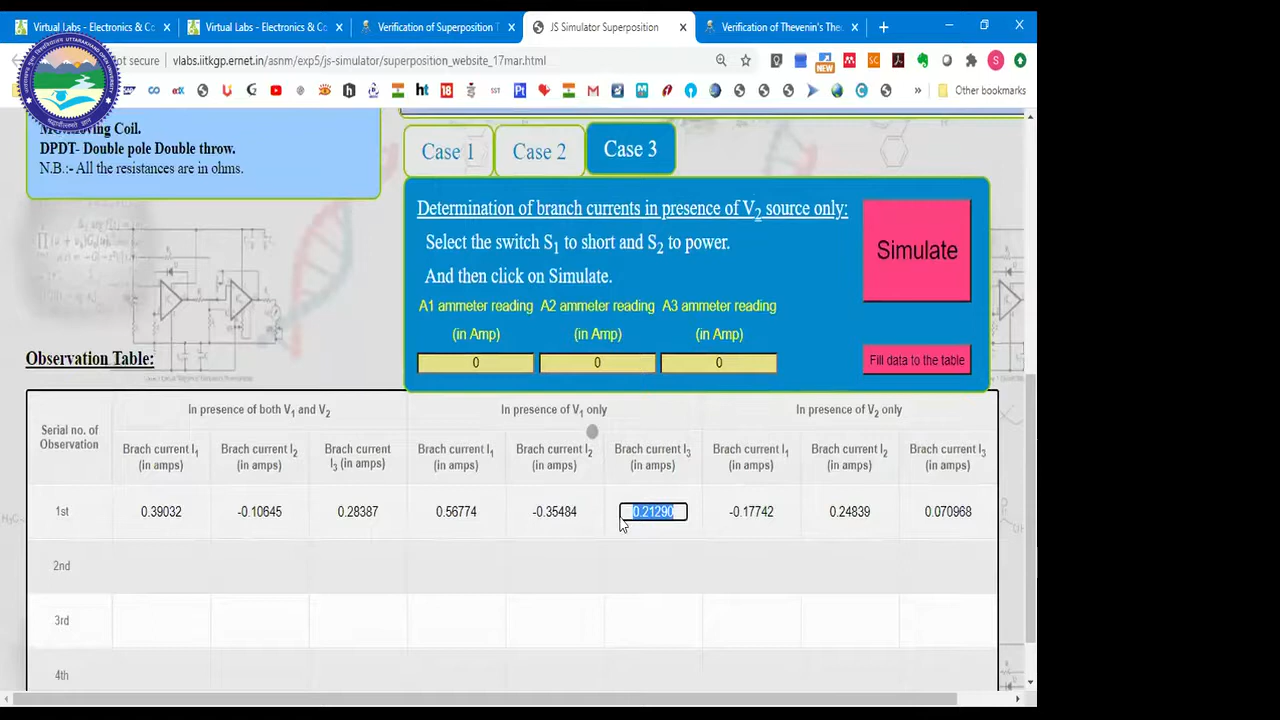 Virtual Labs - Electronics & Co
Virtual Labs - Electronics & Co
Verification of Superposition T
JS Simulator Superposition
Verification of Thevenin's The
ot secure
vlabs.iitkgp.ernet.in/asnm/exp5/js-simulator/superposition_website_17mar.html
Other bookmarks
ing Coil.
DPDT- Double pole Double throw.
N.B.:- All the resistances are in ohms.
Case 1
Case 2
Case 3
Determination of branch currents in presence of V2 source only:
Select the switch S1 to short and S2 to power.
And then click on Simulate.
Simulate
A1 ammeter reading A2 ammeter reading A3 ammeter reading
(in Amp) (in Amp) (in Amp)
0 0 0
Fill data to the table
Observation Table:
Serial no. of Observation
In presence of both V1 and V2
In presence of V1 only
In presence of V2 only
Brach current I1 (in amps)
Brach current I2 (in amps)
Brach current I3 (in amps)
Brach current I1 (in amps)
Brach current I2 (in amps)
Brach current I3 (in amps)
Brach current I1 (in amps)
Brach current I2 (in amps)
Brach current I3 (in amps)
1st 0.39032 -0.10645 0.28387 0.56774 -0.35484 0.21290 -0.17742 0.24839 0.070968
2nd
3rd
4th